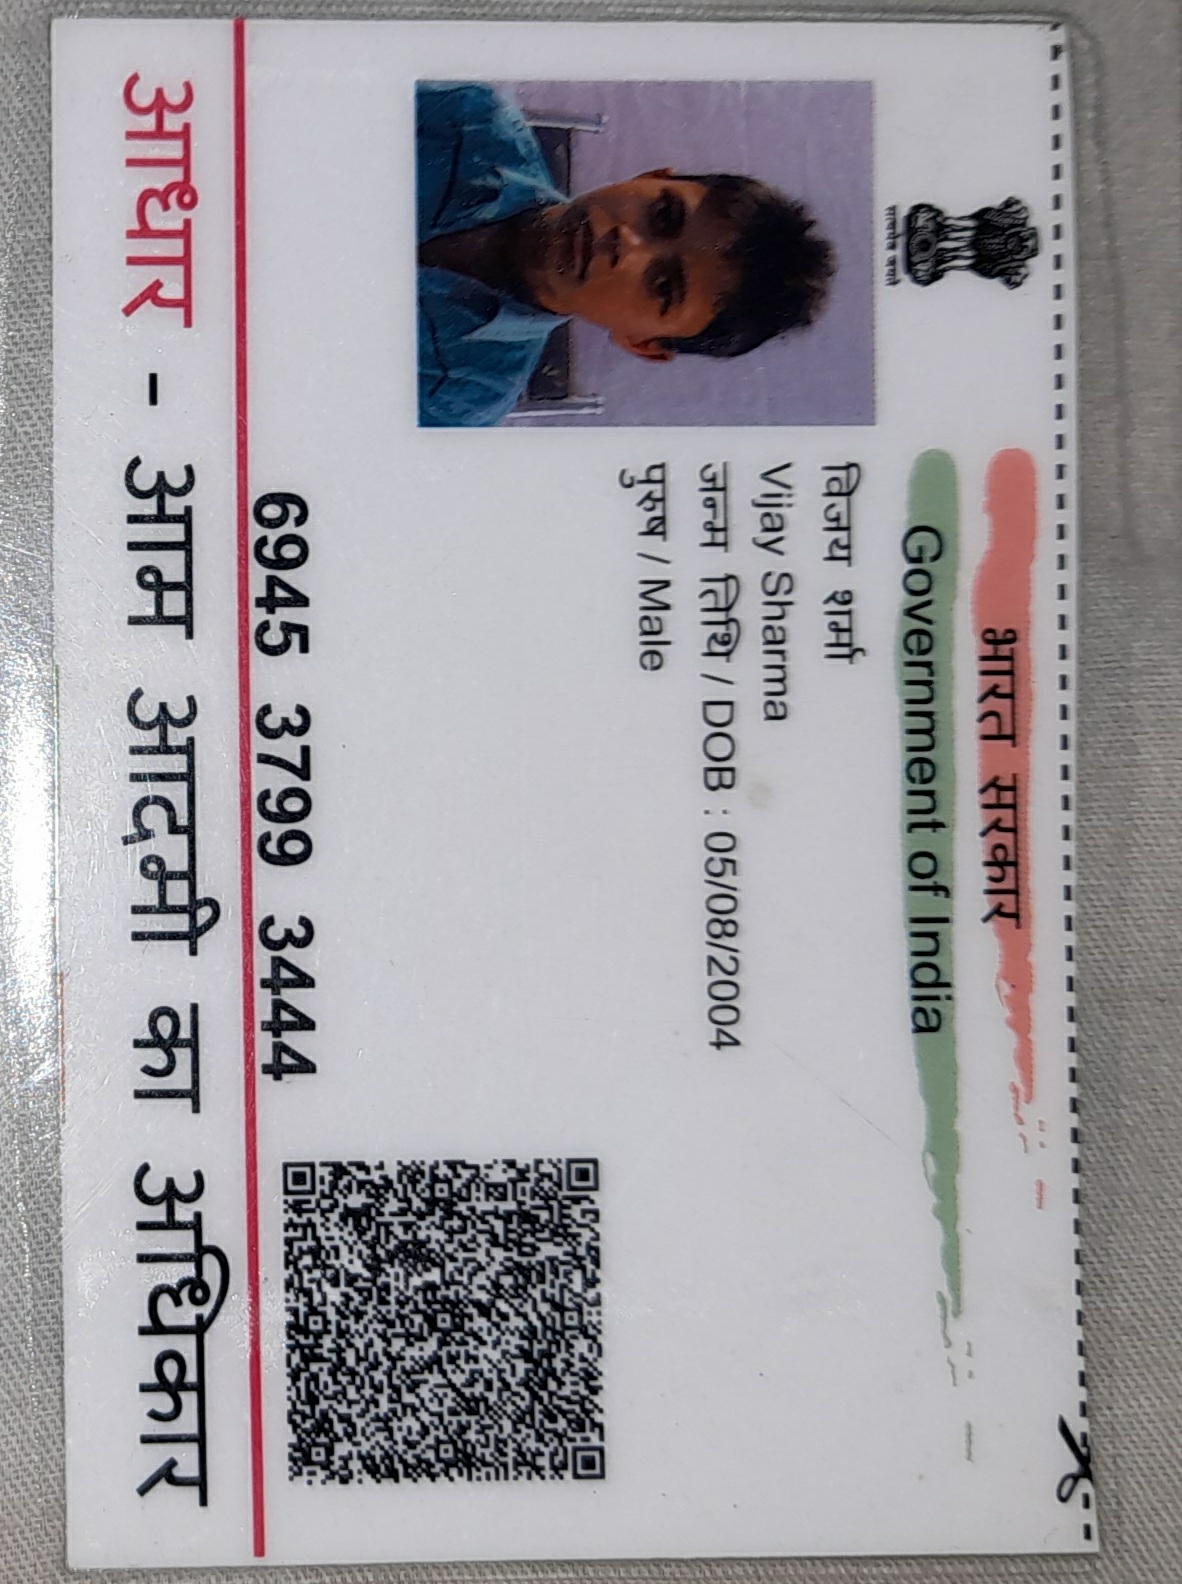 भारत सरकार
Government of India
सत्यमेव जयते
विजय शर्मा
Vijay Sharma
जन्म तिथि / DOB : 05/08/2004
पुरुष / Male
6945 3799 3444
आधार - आम आदमी का अधिकार